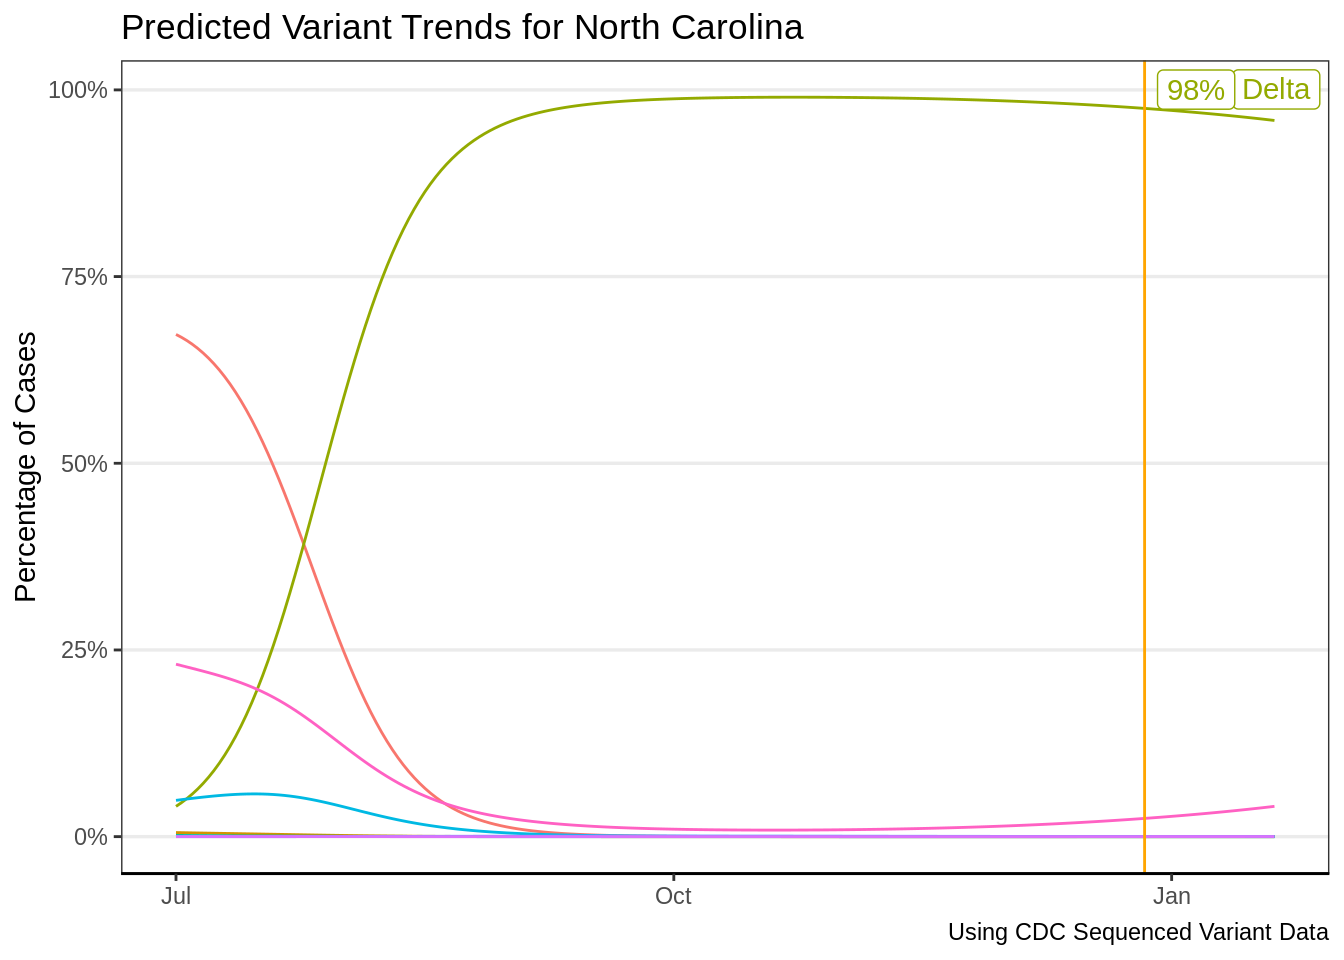 Predicted Variant Trends for North Carolina
100%
98%
Delta
75%
50%
25%
0%
Percentage of Cases
Jul
Oct
Jan
Using CDC Sequenced Variant Data